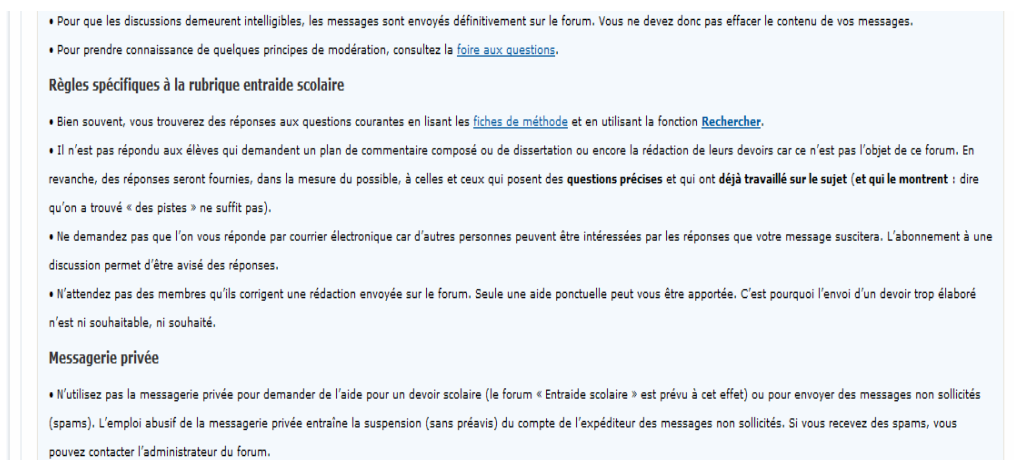 • Pour que les discussions demeurent intelligibles, les messages sont envoyés définitivement sur le forum. Vous ne devez donc pas effacer le contenu de vos messages.
• Pour prendre connaissance de quelques principes de modération, consultez la foire aux questions.
Règles spécifiques à la rubrique entraide scolaire
• Bien souvent, vous trouverez des réponses aux questions courantes en lisant les fiches de méthode et en utilisant la fonction Rechercher.
• Il n'est pas répondu aux élèves qui demandent un plan de commentaire composé ou de dissertation ou encore la rédaction de leurs devoirs car ce n'est pas l'objet de ce forum. En
revanche, des réponses seront fournies, dans la mesure du possible, à celles et ceux qui posent des questions précises et qui ont déjà travaillé sur le sujet (et qui le montrent : dire
qu'on a trouvé « des pistes » ne suffit pas).
• Ne demandez pas que l'on vous réponde par courrier électronique car d'autres personnes peuvent être intéressées par les réponses que votre message suscitera. L'abonnement à une
discussion permet d'être avisé des réponses.
• N'attendez pas des membres qu'ils corrigent une rédaction envoyée sur le forum. Seule une aide ponctuelle peut vous être apportée. C'est pourquoi l'envoi d'un devoir trop élaboré
n'est ni souhaitable, ni souhaité.
Messagerie privée
• N'utilisez pas la messagerie privée pour demander de l'aide pour un devoir scolaire (le forum « Entraide scolaire » est prévu à cet effet) ou pour envoyer des messages non sollicités
(spams). L'emploi abusif de la messagerie privée entraîne la suspension (sans préavis) du compte de l'expéditeur des messages non sollicités. Si vous recevez des spams, vous
pouvez contacter l'administrateur du forum.